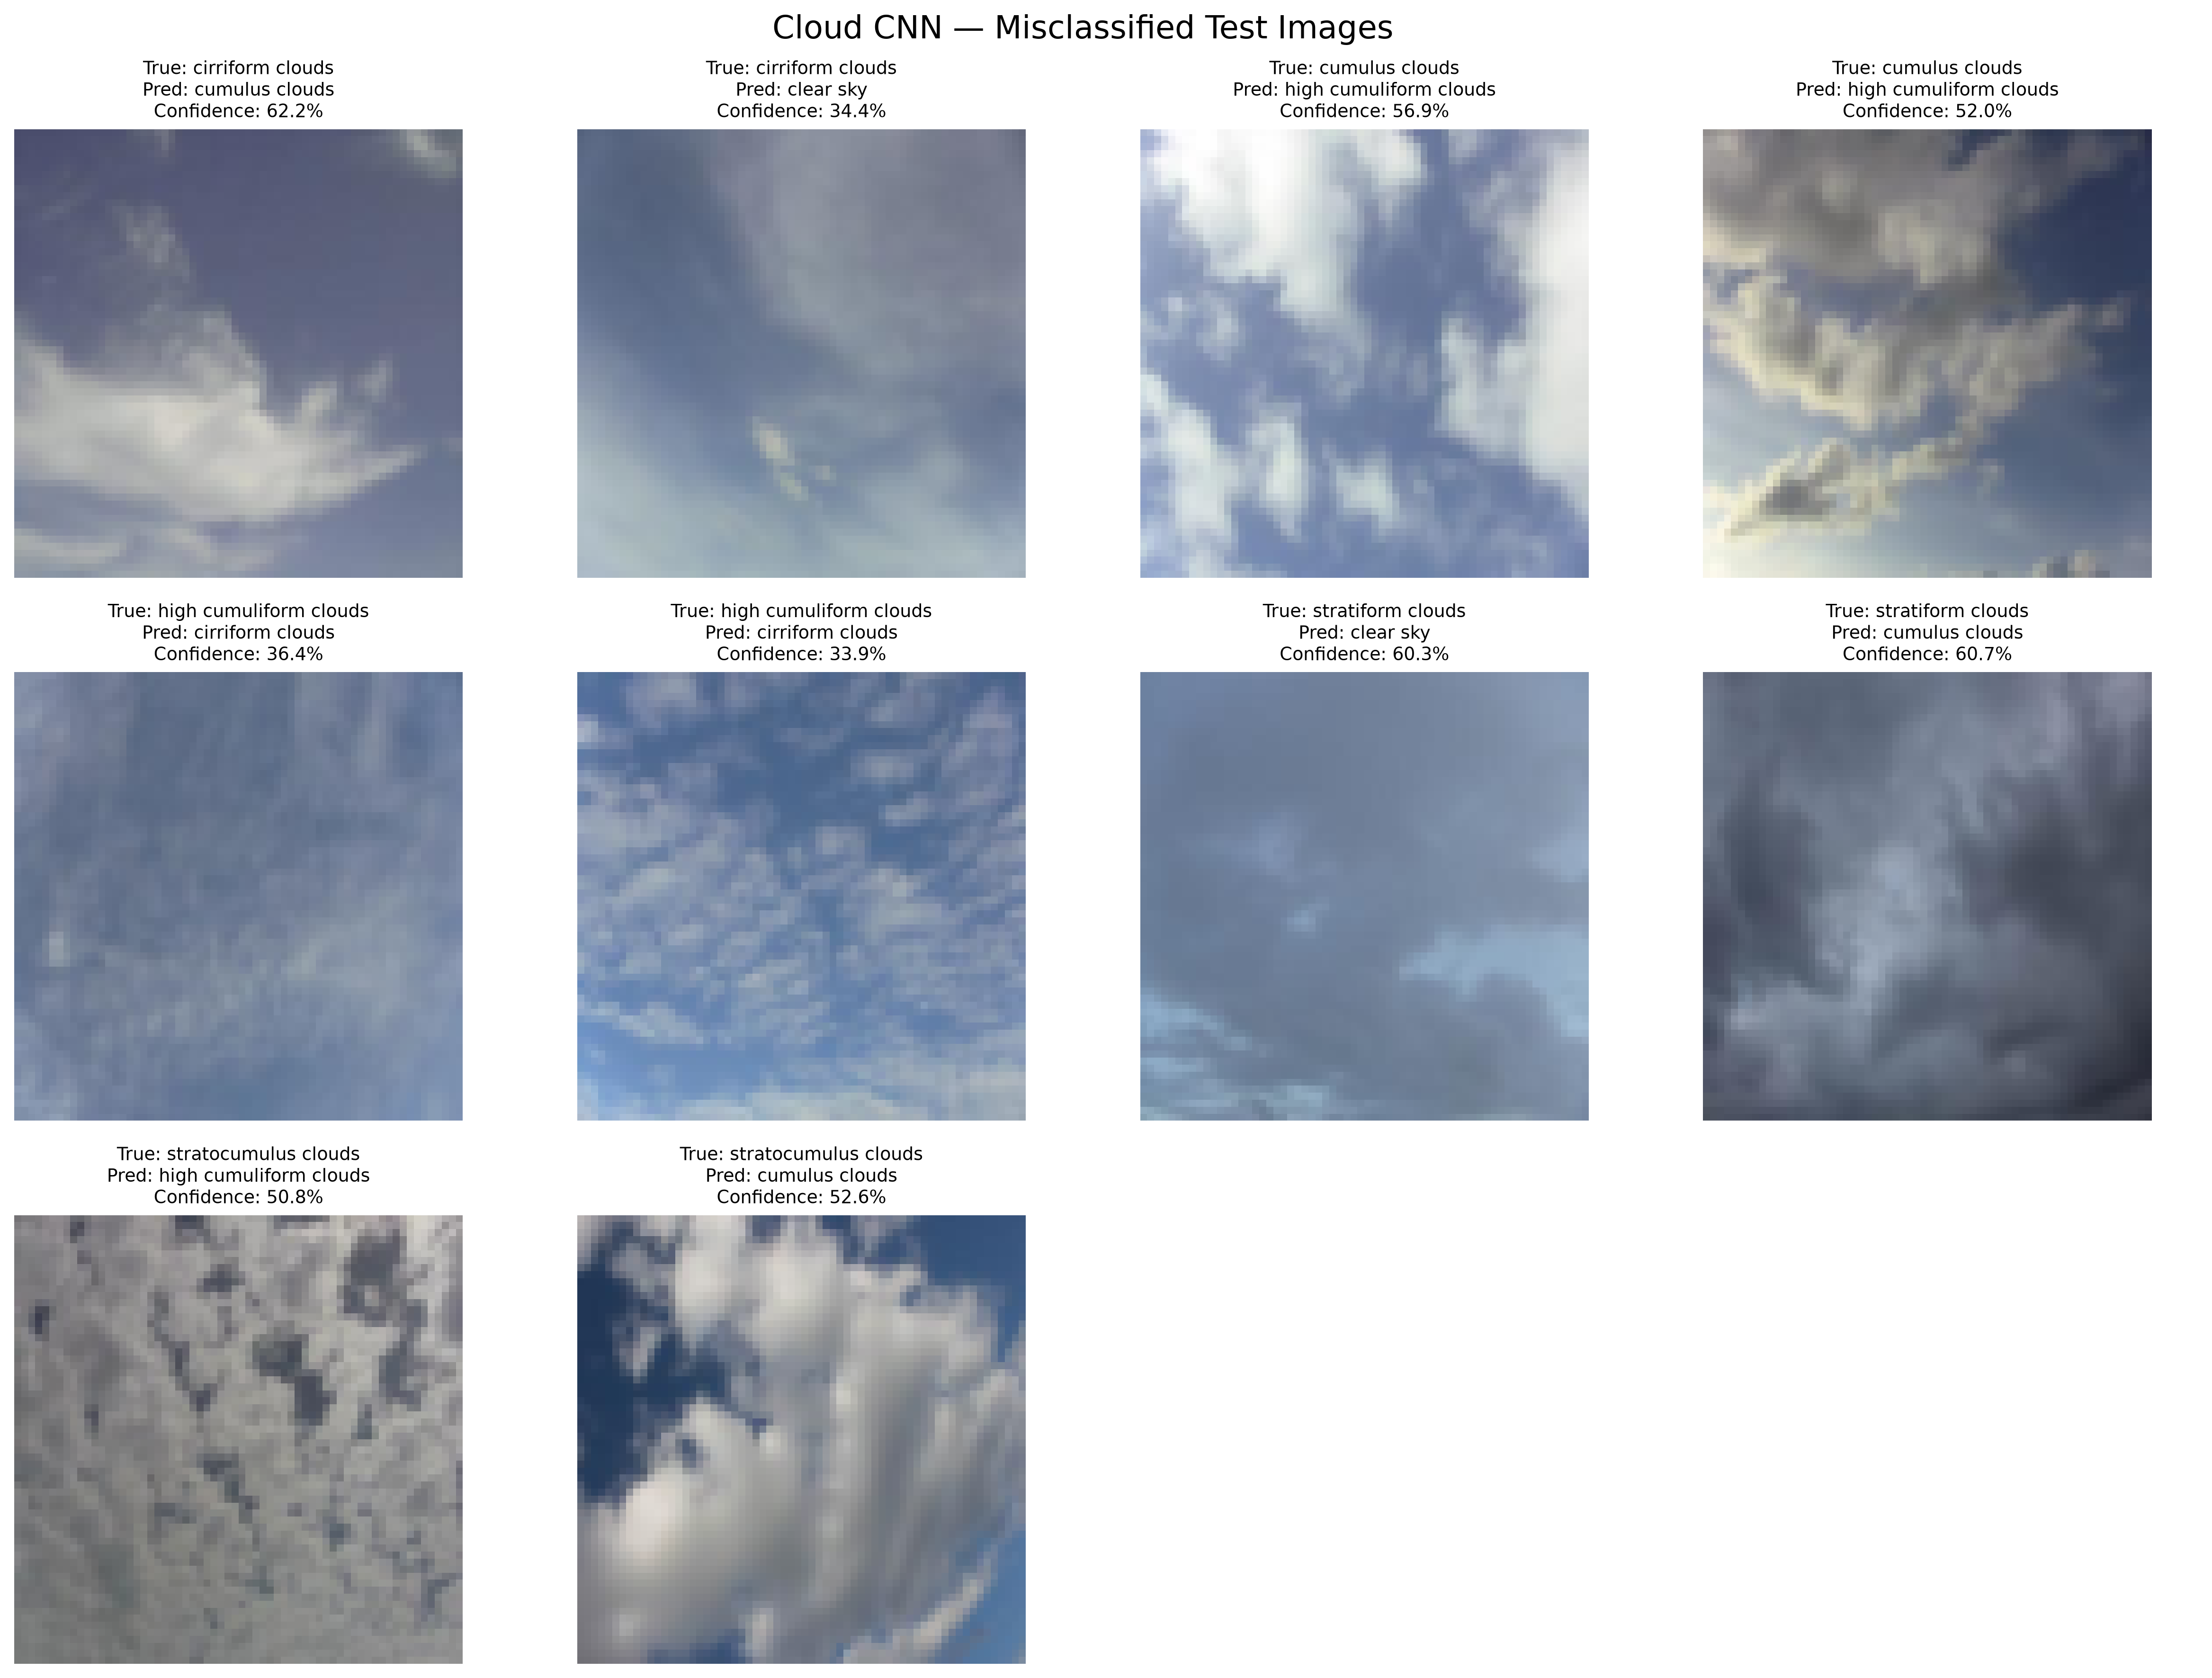 Cloud CNN — Misclassified Test Images
True: cirriform clouds
Pred: cumulus clouds
Confidence: 62.2%
True: cirriform clouds
Pred: clear sky
Confidence: 34.4%
True: cumulus clouds
Pred: high cumuliform clouds
Confidence: 56.9%
True: cumulus clouds
Pred: high cumuliform clouds
Confidence: 52.0%
True: high cumuliform clouds
Pred: cirriform clouds
Confidence: 36.4%
True: high cumuliform clouds
Pred: cirriform clouds
Confidence: 33.9%
True: stratiform clouds
Pred: clear sky
Confidence: 60.3%
True: stratiform clouds
Pred: cumulus clouds
Confidence: 60.7%
True: stratocumulus clouds
Pred: high cumuliform clouds
Confidence: 50.8%
True: stratocumulus clouds
Pred: cumulus clouds
Confidence: 52.6%